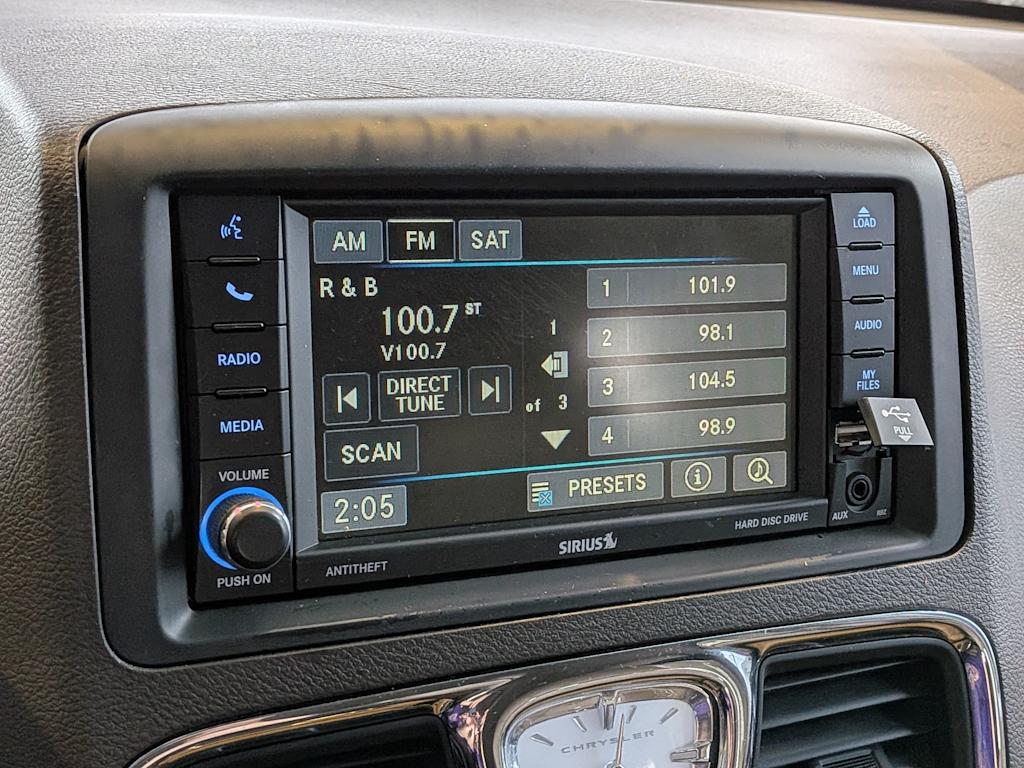 AM FM SAT
R & B
100.7 ST
V100.7
DIRECT
TUNE
SCAN
2:05
1
of 3
1 101.9
2 98.1
3 104.5
4 98.9
PRESETS
RADIO
MEDIA
VOLUME
PUSH ON
LOAD
MENU
AUDIO
MY
FILES
PULL
AUX
RBZ
ANTITHEFT
SIRIUS
HARD DISC DRIVE
CHRYSLER